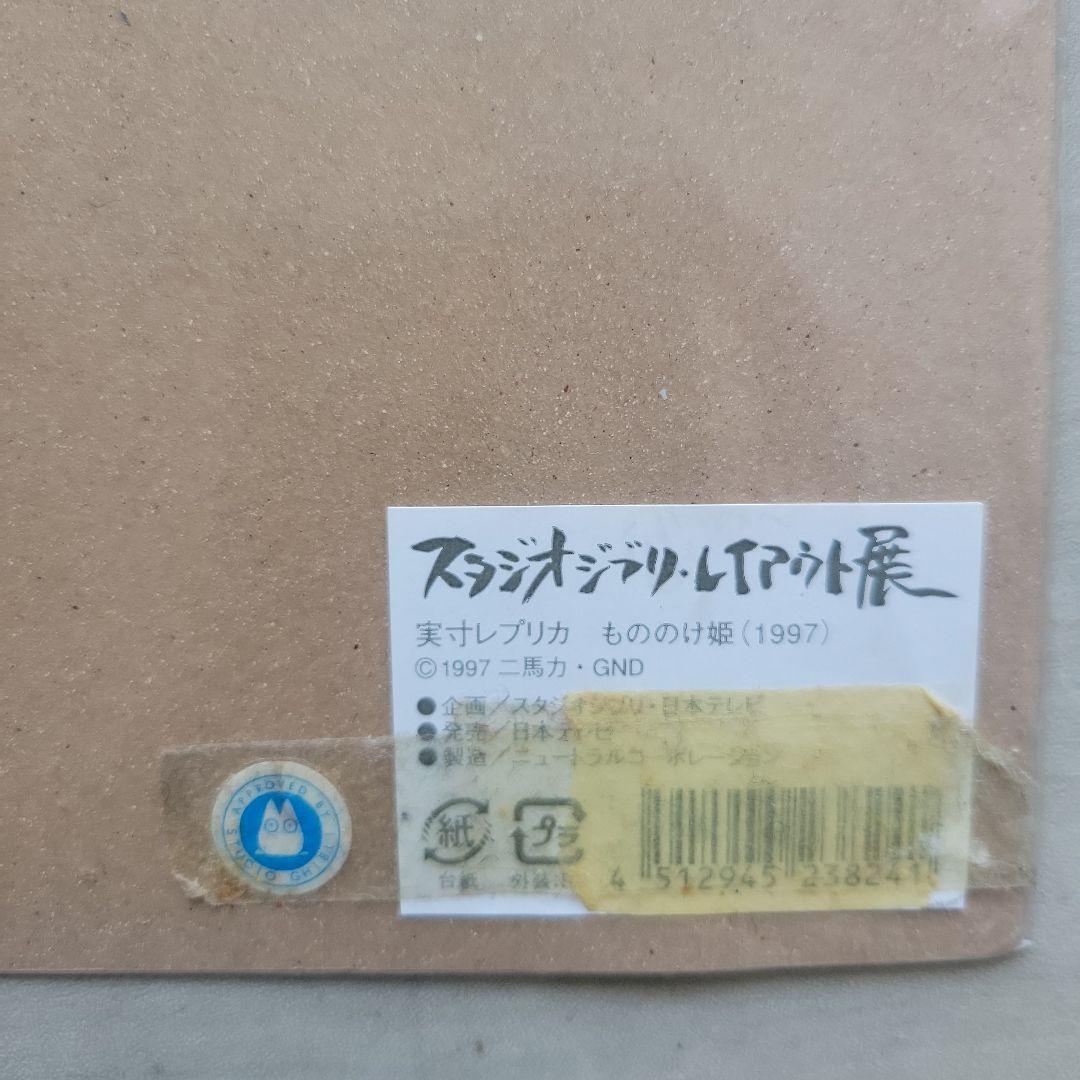 スタジオジブリ・レイアウト展
実寸レプリカ　もののけ姫(1997)
©1997 二馬力・GND
●企画/スタジオジブリ・日本テレビ
●発売/日本テレビ
●製造/ニュートラルコーポレーション
紙
プラ
台紙
外装
4 512945 238241
APPROVED BY STUDIO GHIBLI